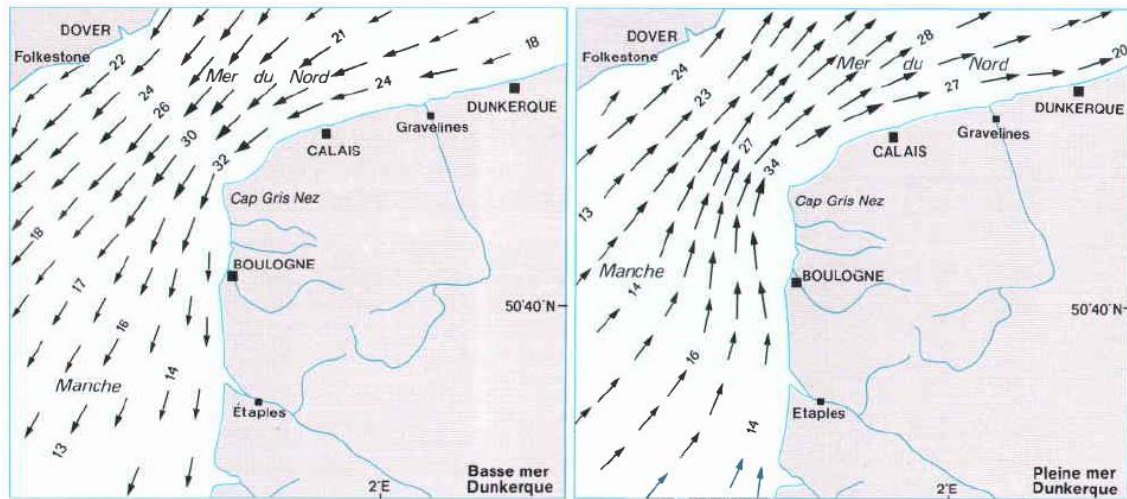 DOVER
21
18
Folkestone
22
Mer du Nord
24
24
26
DUNKERQUE
Gravelines
30
CALAIS
32
Cap Gris Nez
18
BOULOGNE
17
16
14
Manche
Étaples
13
Basse mer
Dunkerque
2°E
DOVER
28
20
Folkestone
24
Mer du Nord
23
27
DUNKERQUE
Gravelines
27
CALAIS
34
Cap Gris Nez
13
Manche
14
BOULOGNE
50°40'N
16
Etaples
14
Pleine mer
Dunkerque
2°E